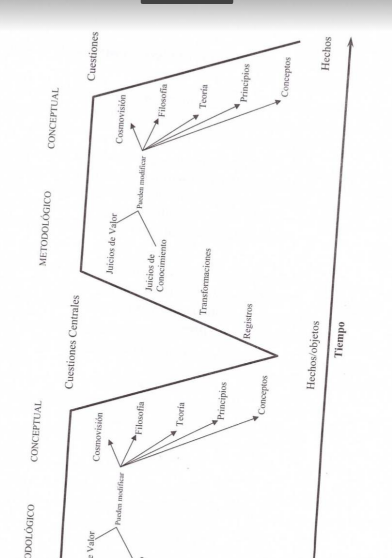 METODOLÓGICO
CONCEPTUAL
Cuestiones Centrales
Cuestiones
Juicios de Valor
Juicios de
Conocimiento
Pueden modificar
Transformaciones
Registros
Cosmovisión
Filosofía
Teoría
Principios
Conceptos
Hechos/objetos
Hechos
Tiempo
CONCEPTUAL
Pueden modificar
Cosmovisión
Filosofía
Teoría
Principios
Conceptos
DOLÓGICO
e Valor